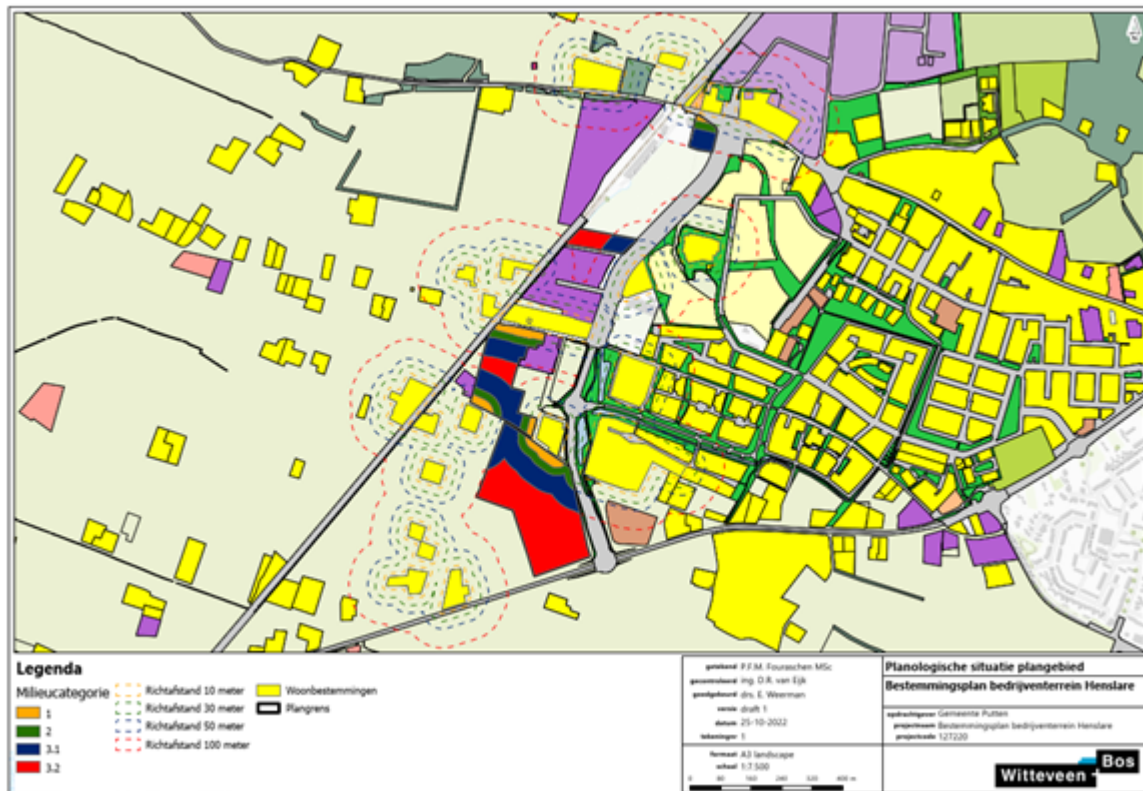 Legenda
Milieucategorie
1
2
3.1
3.2
Richtafstand 10 meter
Richtafstand 30 meter
Richtafstand 50 meter
Richtafstand 100 meter
Woonbestemmingen
Plangrens
getekend P.F.M. Fouraschen MSc
gecontroleerd ing. D.R. van Eijk
goedgekeurd drs. E. Weerman
versie draft 1
datum 25-10-2022
tekeningnr 1
formaat A3 landscape
schaal 1:7.500
0 80 160 240 320 400 m
Planologische situatie plangebied
Bestemmingsplan bedrijventerrein Henslare
opdrachtgever Gemeente Putten
projectnaam Bestemmingsplan bedrijventerrein Henslare
projectcode 127220
Witteveen + Bos